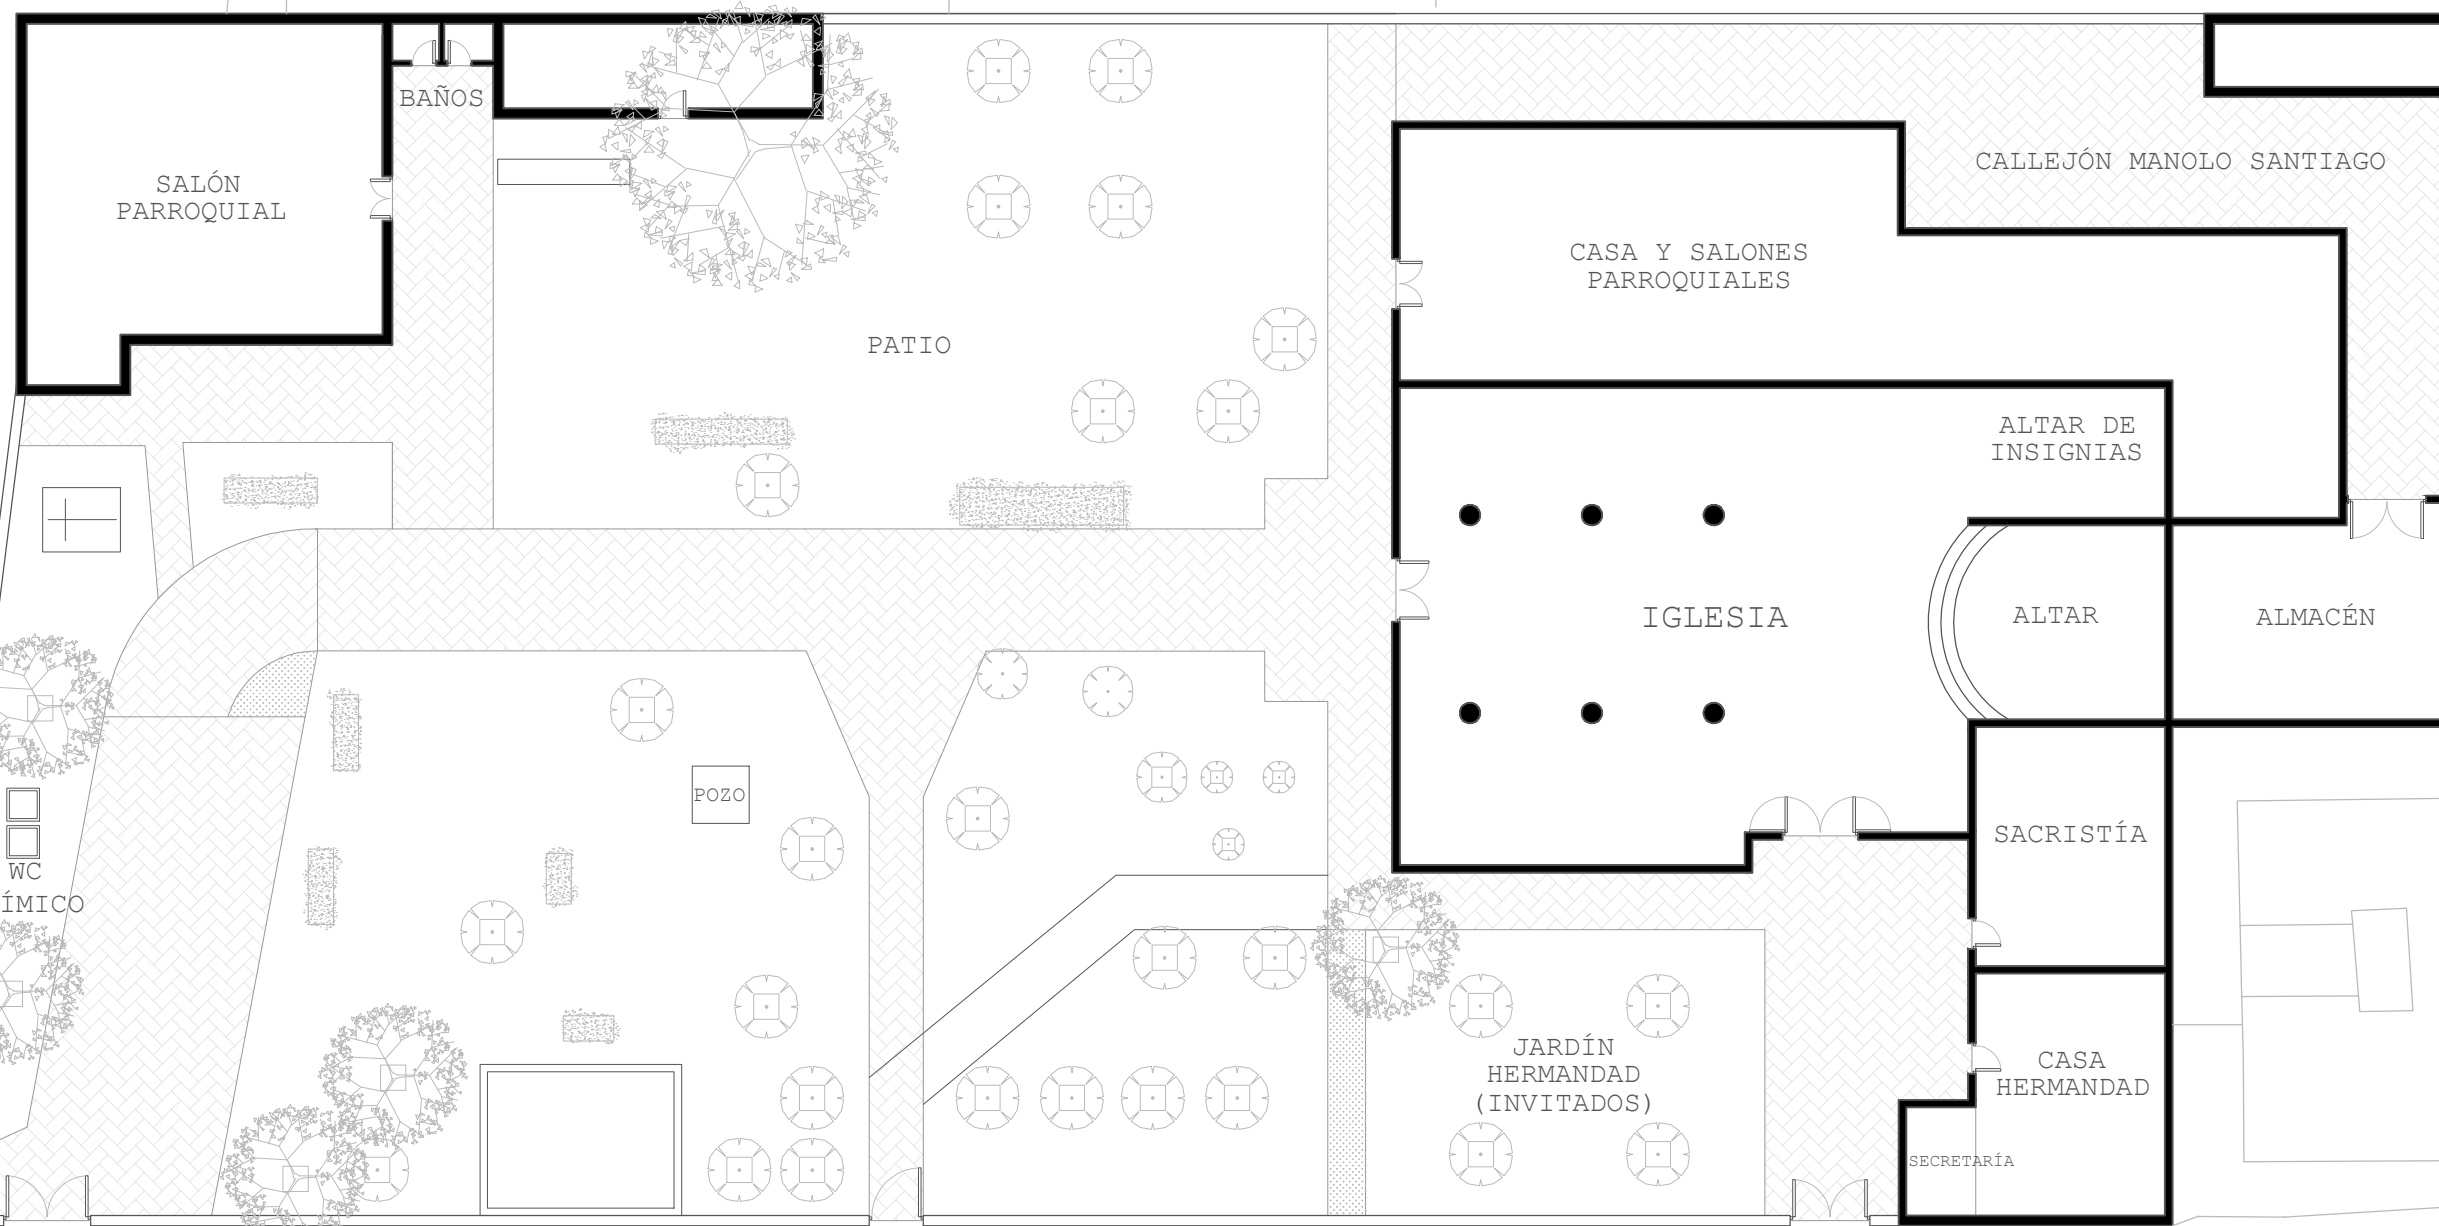 BAÑOS
SALÓN
PARROQUIAL
CALLEJÓN MANOLO SANTIAGO
CASA Y SALONES
PARROQUIALES
PATIO
ALTAR DE
INSIGNIAS
IGLESIA
ALTAR
ALMACÉN
POZO
SACRISTÍA
WC
ÍMICO
JARDÍN
HERMANDAD
(INVITADOS)
CASA
HERMANDAD
SECRETARÍA